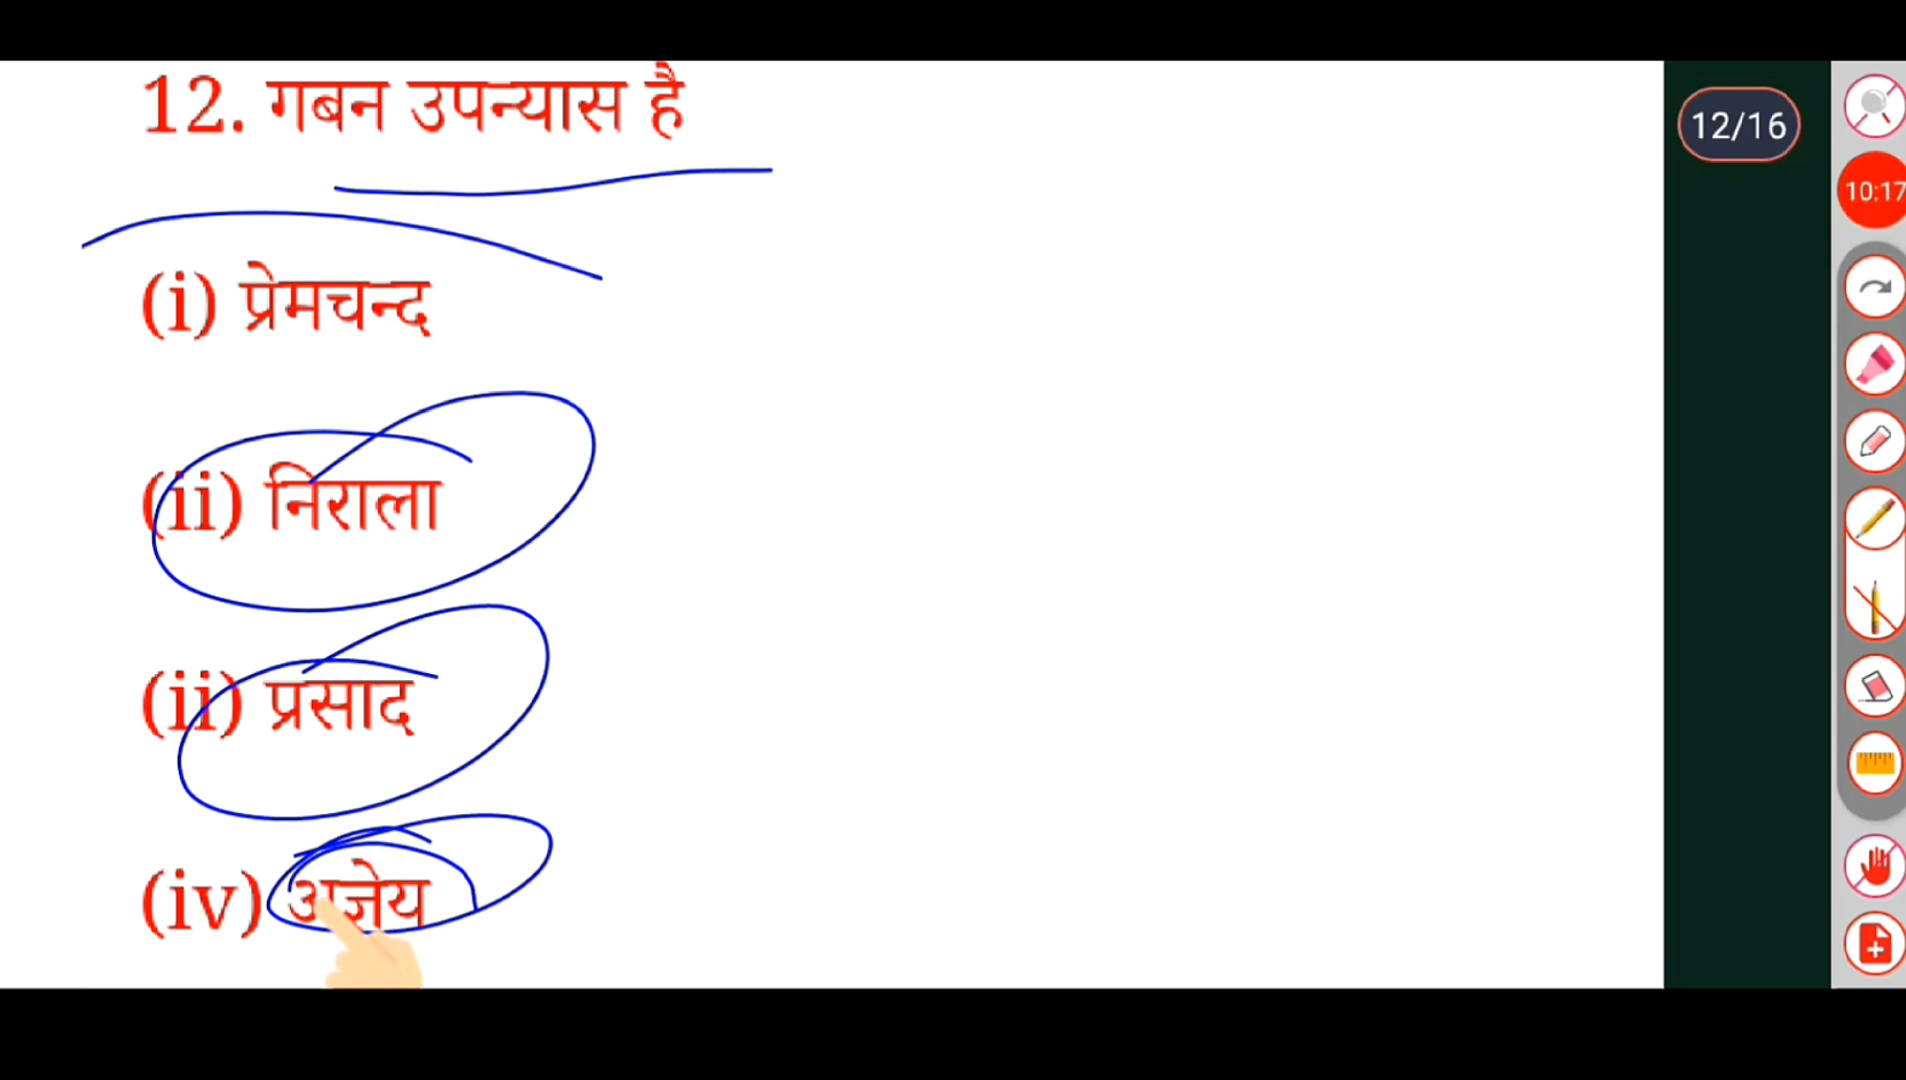 12. गबन उपन्यास है
(i) प्रेमचन्द
(ii) निराला
(ii) प्रसाद
(iv) अज्ञेय
12/16
10:17